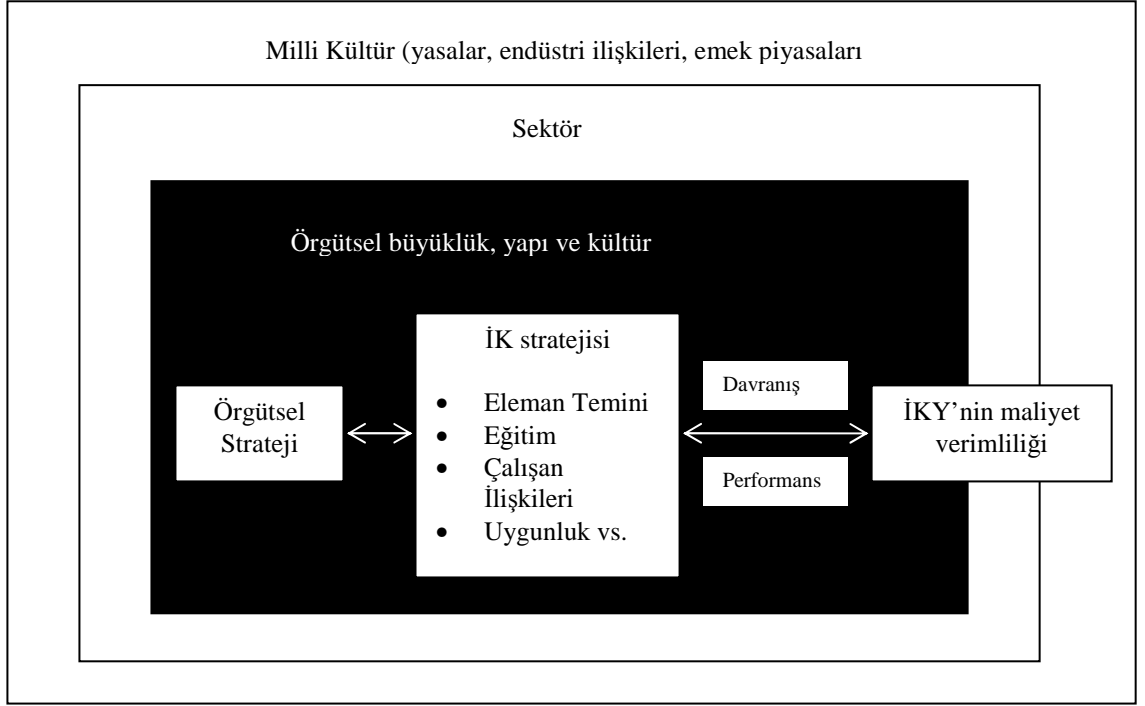 Milli Kültür (yasalar, endüstri ilişkileri, emek piyasaları
Sektör
Örgütsel büyüklük, yapı ve kültür
Örgütsel
Strateji
İK stratejisi
• Eleman Temini
• Eğitim
• Çalışan
İlişkileri
• Uygunluk vs.
Davranış
Performans
İKY’nin maliyet
verimliliği